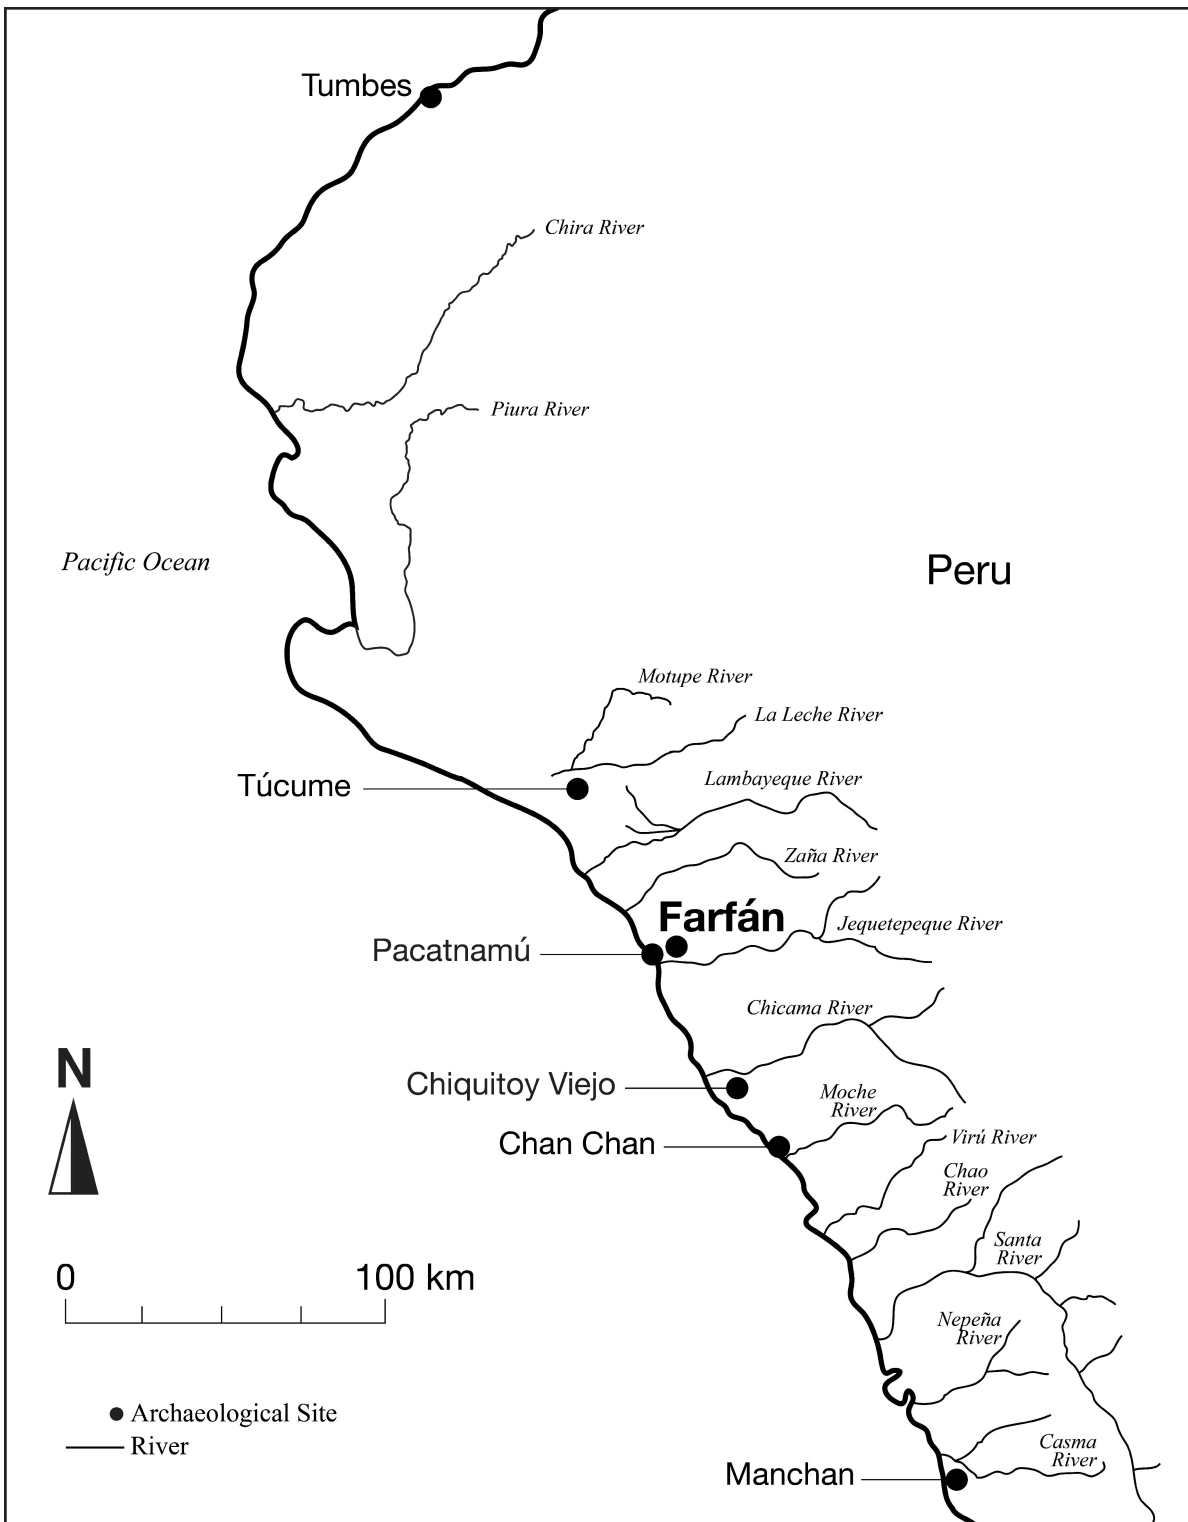 Tumbes
Chira River
Piura River
Pacific Ocean
Peru
Motupe River
La Leche River
Túcume
Lambayeque River
Zaña River
Farfán
Jequetepeque River
Pacatnamú
Chicama River
N
Chiquitoy Viejo
Moche
River
Chan Chan
Virú River
Chao
River
Santa
River
0
100 km
Nepeña
River
Archaeological Site
River
Casma
River
Manchan